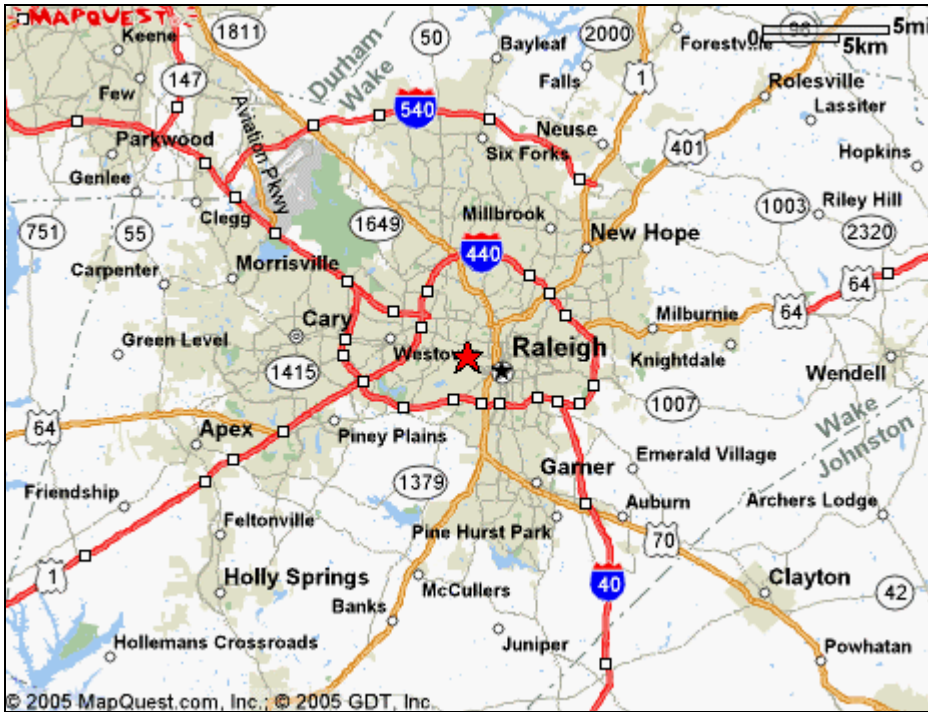 MAPQUEST
Keene
1811
50
Bayleaf
2000
Forestville
98
0
5mi
5km
147
Few
Durham
Wake
Falls
1
Rolesville
Lassiter
540
Aviation Pkwy
Parkwood
Six Forks
Neuse
401
Hopkins
Genlee
Clegg
Millbrook
1003
Riley Hill
751
55
1649
New Hope
2320
Carpenter
Morrisville
440
64
64
Milburnie
Cary
Green Level
Raleigh
Knightdale
Wendell
1415
1007
Wake
Johnston
64
Apex
Piney Plains
Emerald Village
Garner
1379
Friendship
Auburn
Archers Lodge
Feltonville
Pine Hurst Park
70
1
Holly Springs
McCullers
40
Clayton
42
Banks
Juniper
Hollemans Crossroads
Powhatan
© 2005 MapQuest.com, Inc.; © 2005 GDT, Inc.